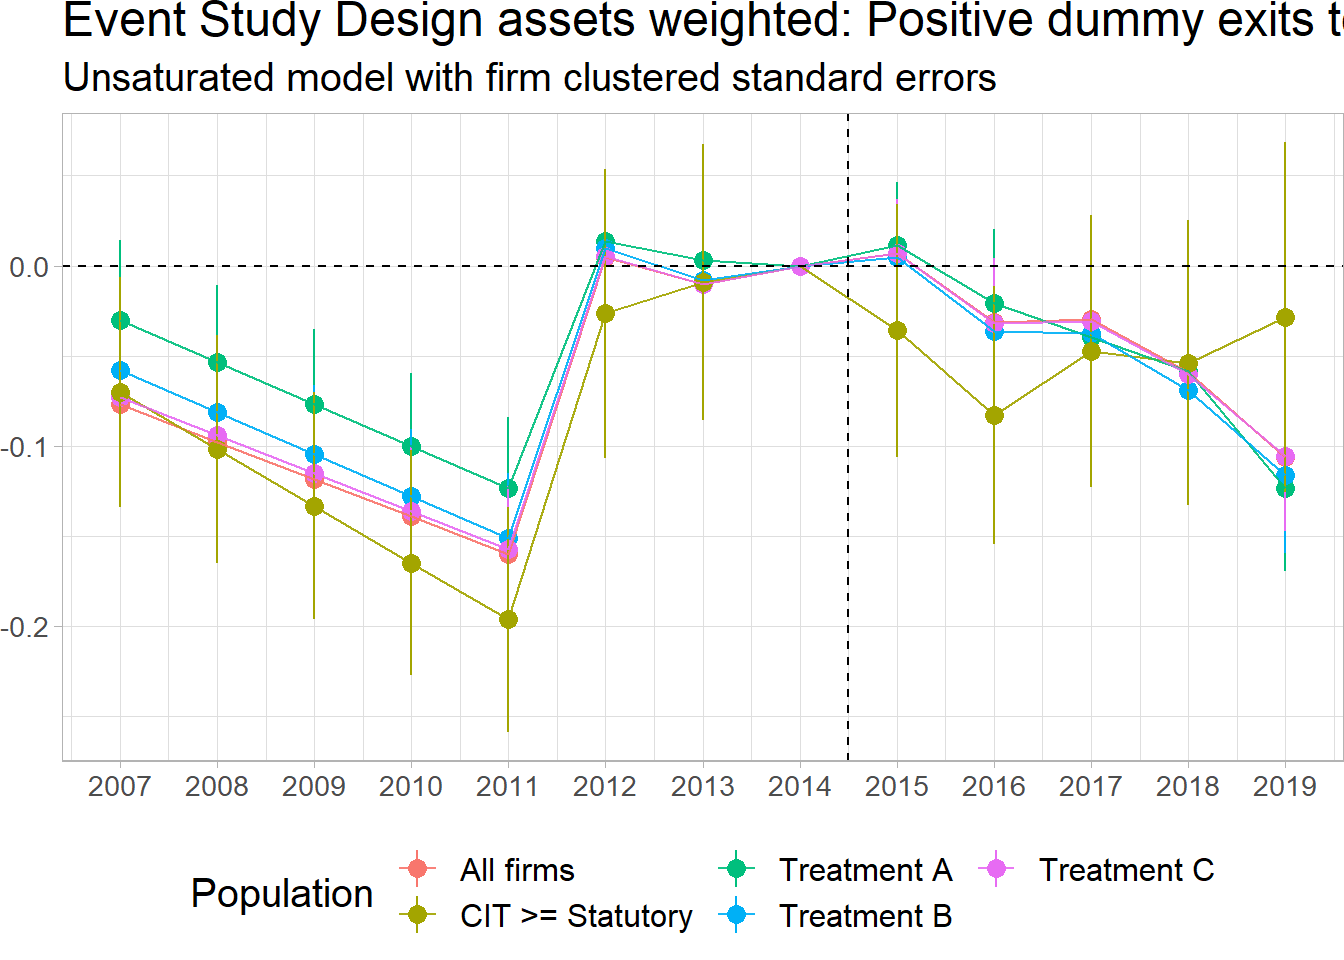 Event Study Design assets weighted: Positive dummy exits
Unsaturated model with firm clustered standard errors
0.0
-0.1
-0.2
2007 2008 2009 2010 2011 2012 2013 2014 2015 2016 2017 2018 2019
Population
All firms
CIT >= Statutory
Treatment A
Treatment B
Treatment C